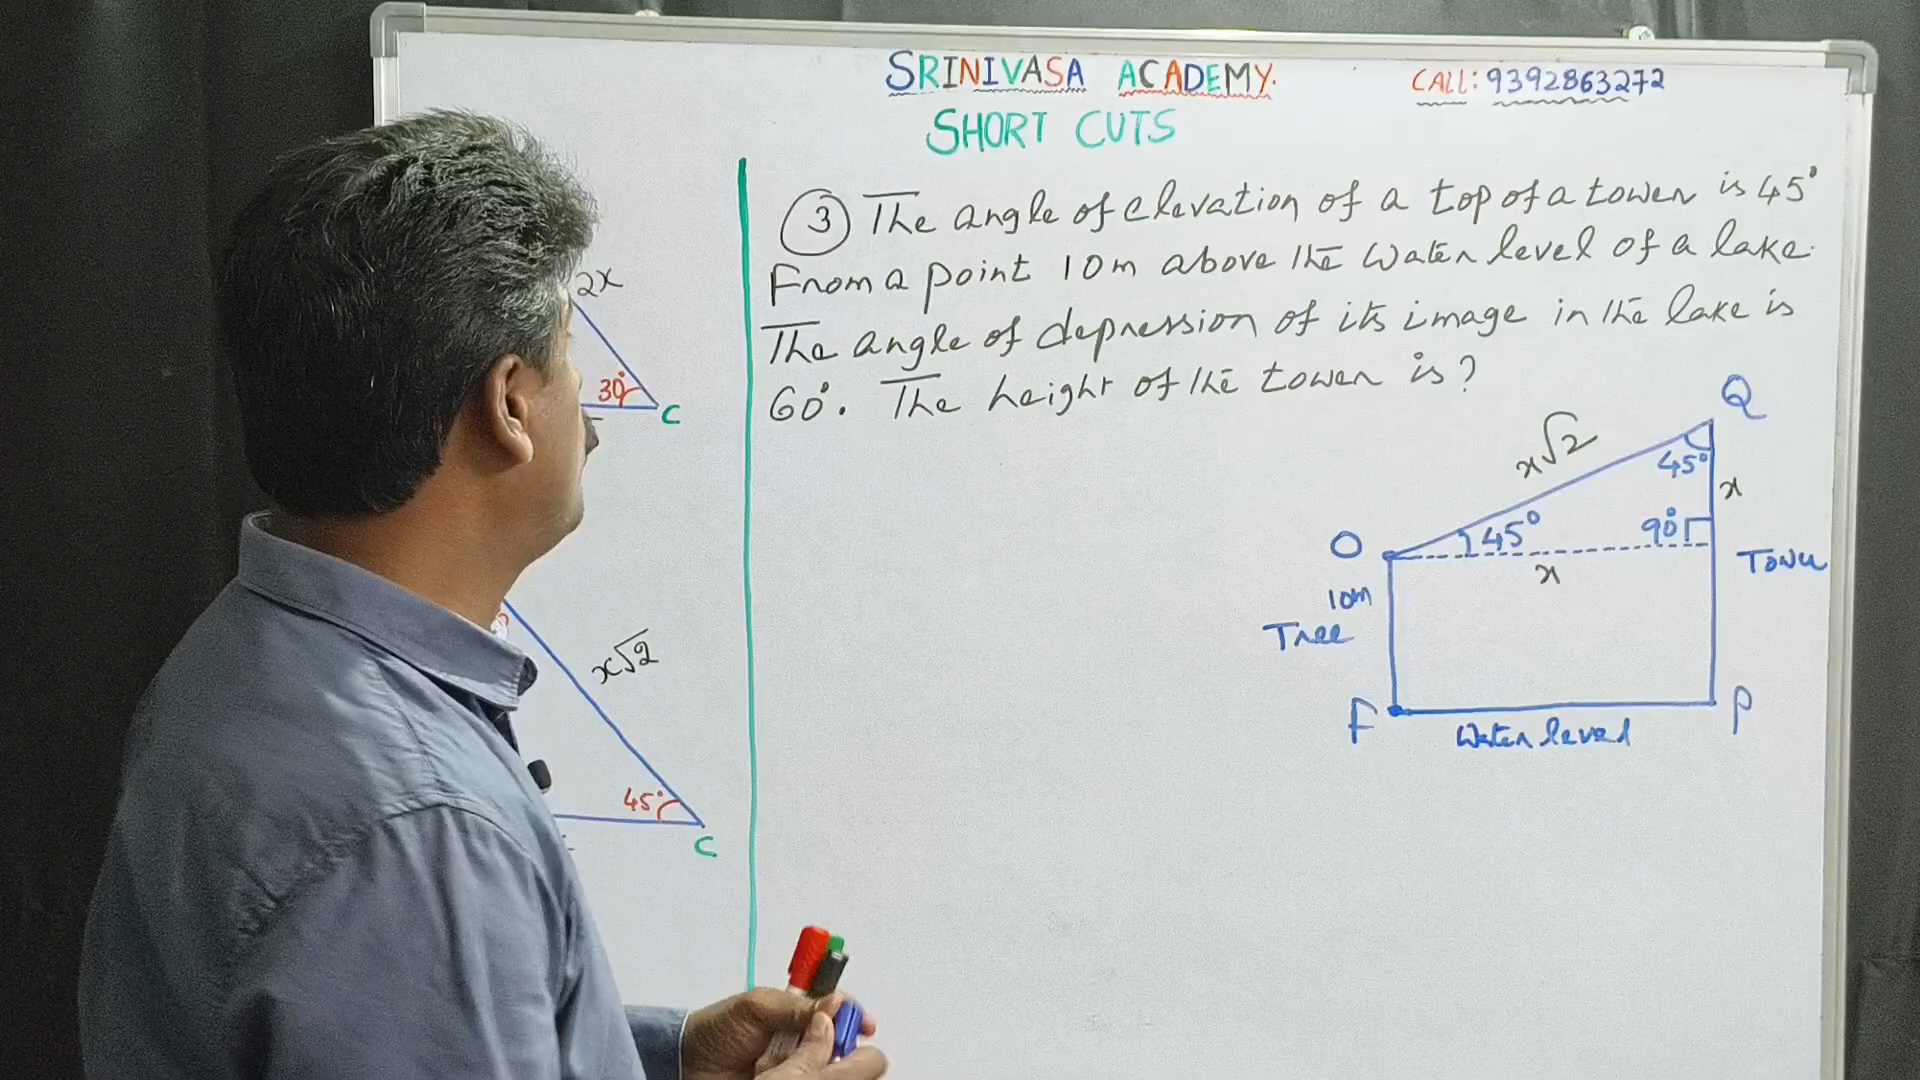 SRINIVASA ACADEMY.
CALL: 9392863272
SHORT CUTS
2x
30°
C
x√2
45°
C
3 The angle of elevation of a top of a tower is 45°
From a point 10m above the water level of a lake.
The angle of depression of its image in the lake is
60°. The height of the tower is?
Q
x√2
45°
x
O
45°
90°
x
Tower
10m
Tree
F
P
Water level